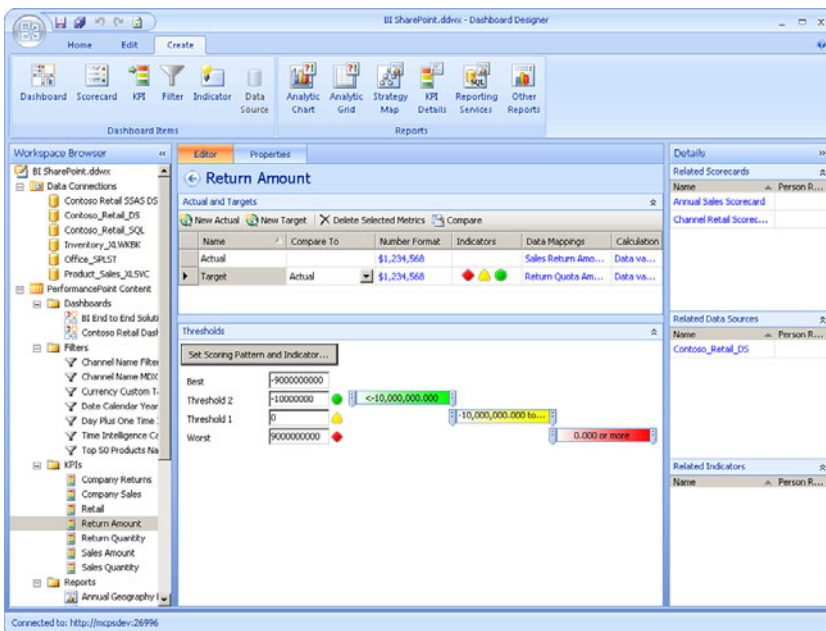 BI SharePoint.ddwx - Dashboard Designer
Home Edit Create
Dashboard Scorecard KPI Filter Indicator Data Source
Analytic Chart Analytic Grid Strategy Map KPI Details Reporting Services Other Reports
Dashboard Items Reports
Workspace Browser
BI SharePoint.ddwx
Data Connections
Contoso Retail SSAS DS
Contoso_Retail_DS
Contoso_Retail_SQL
Inventory_XLWKBK
Office_SPLST
Product_Sales_XLSVC
PerformancePoint Content
Dashboards
BI End to End Soluti
Contoso Retail Dash
Filters
Channel Name Filter
Channel Name MDX
Currency Custom T
Date Calendar Year
Day Plus One Time
Time Intelligence Ca
Top 50 Products Na
KPIs
Company Returns
Company Sales
Retail
Return Amount
Return Quantity
Sales Amount
Sales Quantity
Reports
Annual Geography
Editor Properties
Return Amount
Actual and Targets
New Actual New Target Delete Selected Metrics Compare
Name Compare To Number Format Indicators Data Mappings Calculation
Actual $1,234,568 Sales Return Amo... Data va...
Target Actual $1,234,568 Return Quota Am... Data va...
Thresholds
Set Scoring Pattern and Indicator...
Best -9000000000
Threshold 2 -10000000 <-10,000,000.000
Threshold 1 0 -10,000,000.000 to...
Worst 9000000000 0.000 or more
Details
Related Scorecards
Name Person R...
Annual Sales Scorecard
Channel Retail Scorec...
Related Data Sources
Name Person R...
Contoso_Retail_DS
Related Indicators
Name Person R...
Connected to: http://mcpsdev:26996